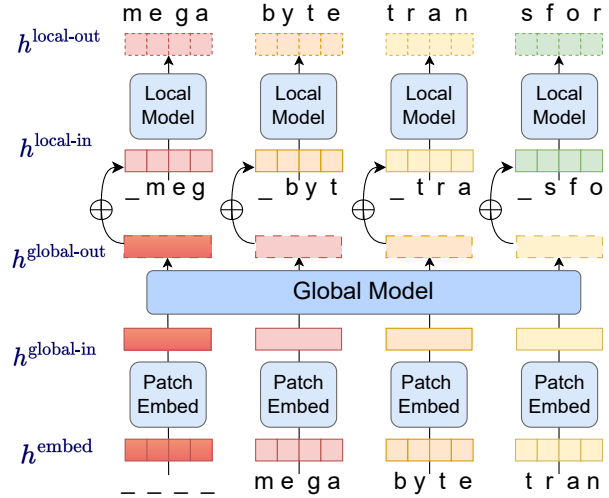 m e g a b y t e t r a n s f o r
h^local-out
Local Model Local Model Local Model Local Model
h^local-in
_ m e g _ b y t _ t r a _ s f o
h^global-out
Global Model
h^global-in
Patch Embed Patch Embed Patch Embed Patch Embed
h^embed
_ _ _ _ m e g a b y t e t r a n